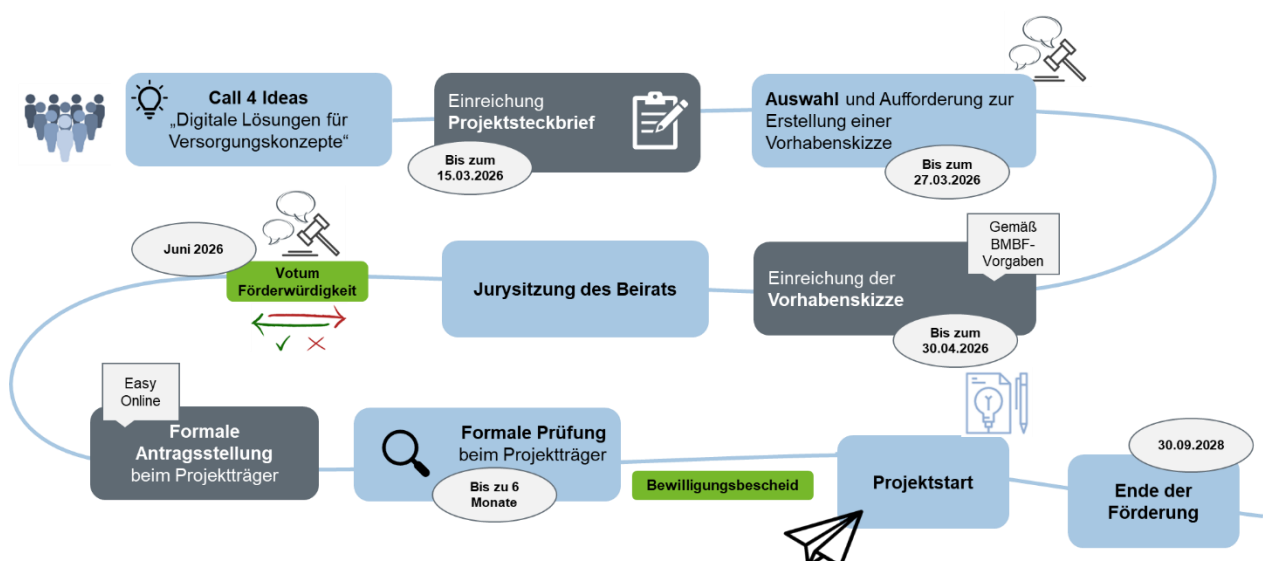 Call 4 Ideas
„Digitale Lösungen für
Versorgungskonzepte“
Einreichung
Projektsteckbrief
Bis zum
15.03.2026
Auswahl und Aufforderung zur
Erstellung einer
Vorhabenskizze
Bis zum
27.03.2026
Gemäß
BMBF-
Vorgaben
Einreichung der
Vorhabenskizze
Bis zum
30.04.2026
Jurysitzung des Beirats
Juni 2026
Votum
Förderwürdigkeit
Easy
Online
Formale
Antragsstellung
beim Projektträger
Formale Prüfung
beim Projektträger
Bis zu 6
Monate
Bewilligungsbescheid
Projektstart
30.09.2028
Ende der
Förderung